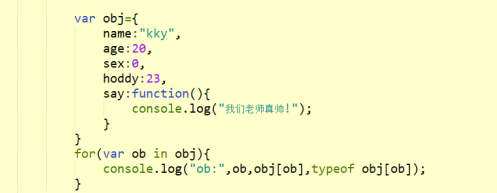 var obj={
name:"kky",
age:20,
sex:0,
hoddy:23,
say:function(){
console.log("我们老师真帅!");
}
}
for(var ob in obj){
console.log("ob:",ob,obj[ob],typeof obj[ob]);
}